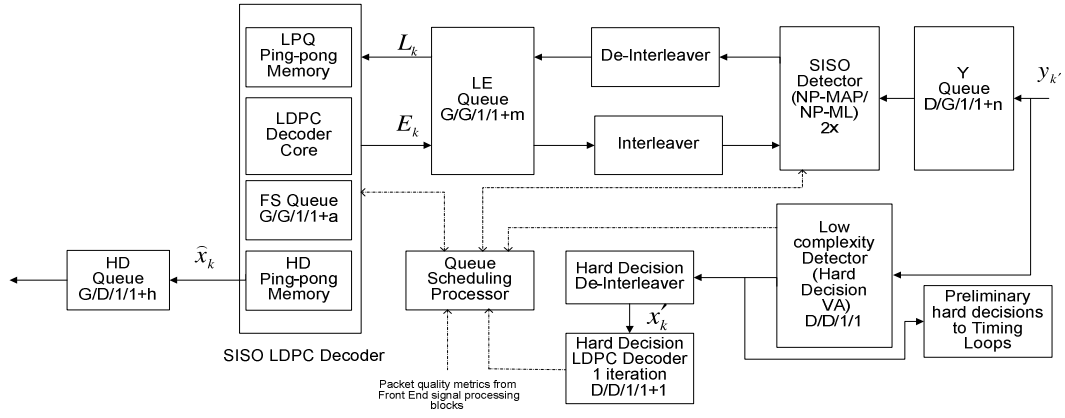 LPQ
Ping-pong
Memory
LDPC
Decoder
Core
FS Queue
G/G/1/1+a
HD
Ping-pong
Memory
SISO LDPC Decoder
HD
Queue
G/D/1/1+h
x̂_k
L_k
E_k
LE
Queue
G/G/1/1+m
De-Interleaver
Interleaver
SISO
Detector
(NP-MAP/
NP-ML)
2x
Y
Queue
D/G/1/1+n
y_k'
Queue
Scheduling
Processor
Hard Decision
De-Interleaver
x'_k
Hard Decision
LDPC Decoder
1 iteration
D/D/1/1+1
Low
complexity
Detector
(Hard
Decision
VA)
D/D/1/1
Preliminary
hard decisions
to Timing
Loops
Packet quality metrics from
Front End signal processing
blocks